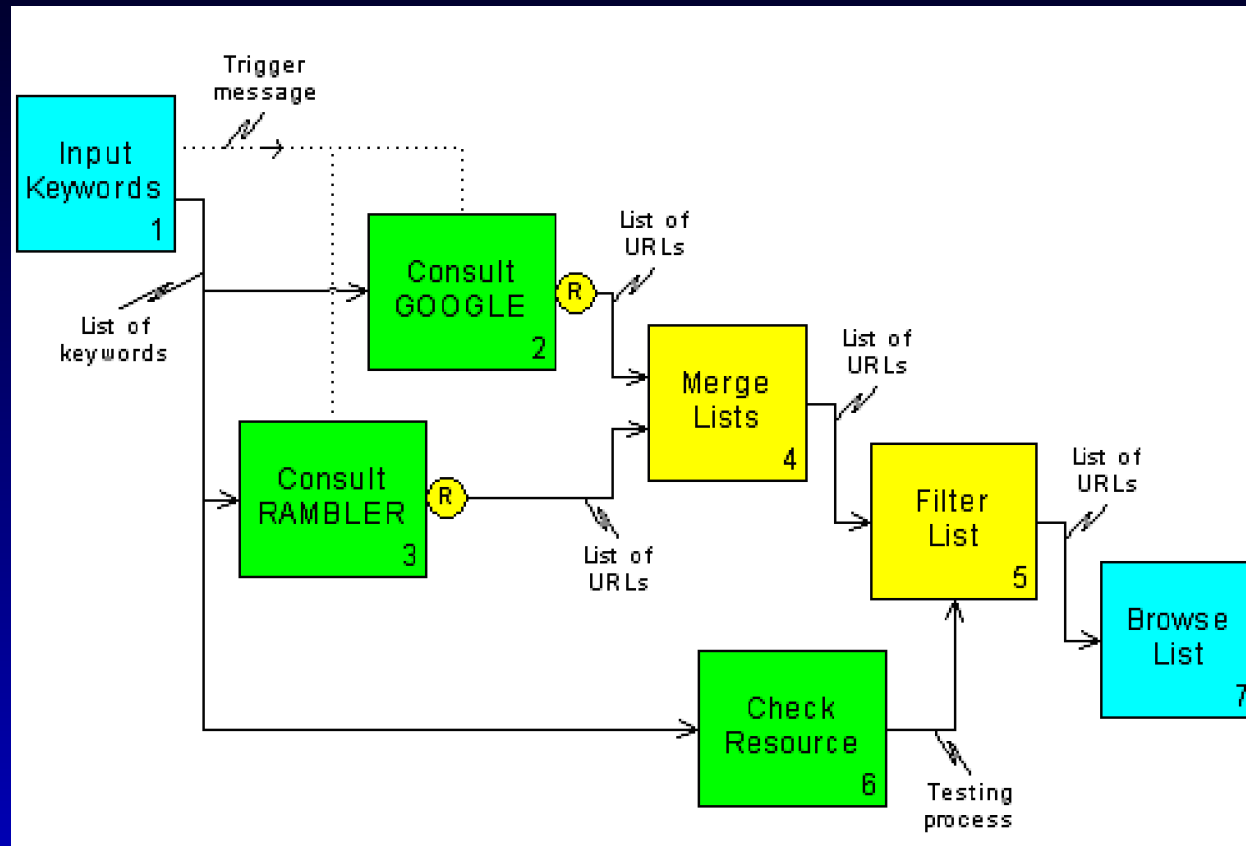 Trigger
message
Input
Keywords
1
List of
keywords
Consult
GOOGLE
2
R
List of
URLs
Consult
RAMBLER
3
R
List of
URLs
Merge
Lists
4
List of
URLs
Filter
List
5
List of
URLs
Browse
List
7
Check
Resource
6
Testing
process